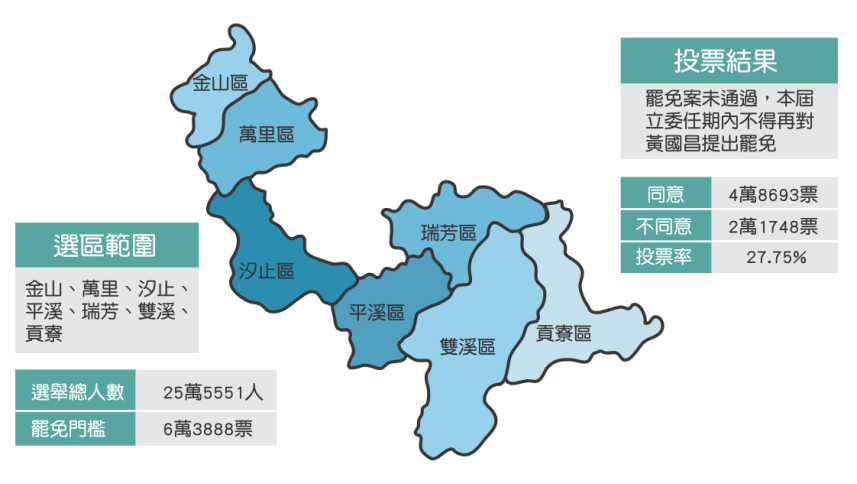 投票結果
罷免案未通過，本屆
立委任期內不得再對
黃國昌提出罷免
同意 4萬8693票
不同意 2萬1748票
投票率 27.75%
金山區
萬里區
汐止區
瑞芳區
平溪區
雙溪區
貢寮區
選區範圍
金山、萬里、汐止、
平溪、瑞芳、雙溪、
貢寮
選舉總人數 25萬5551人
罷免門檻 6萬3888票